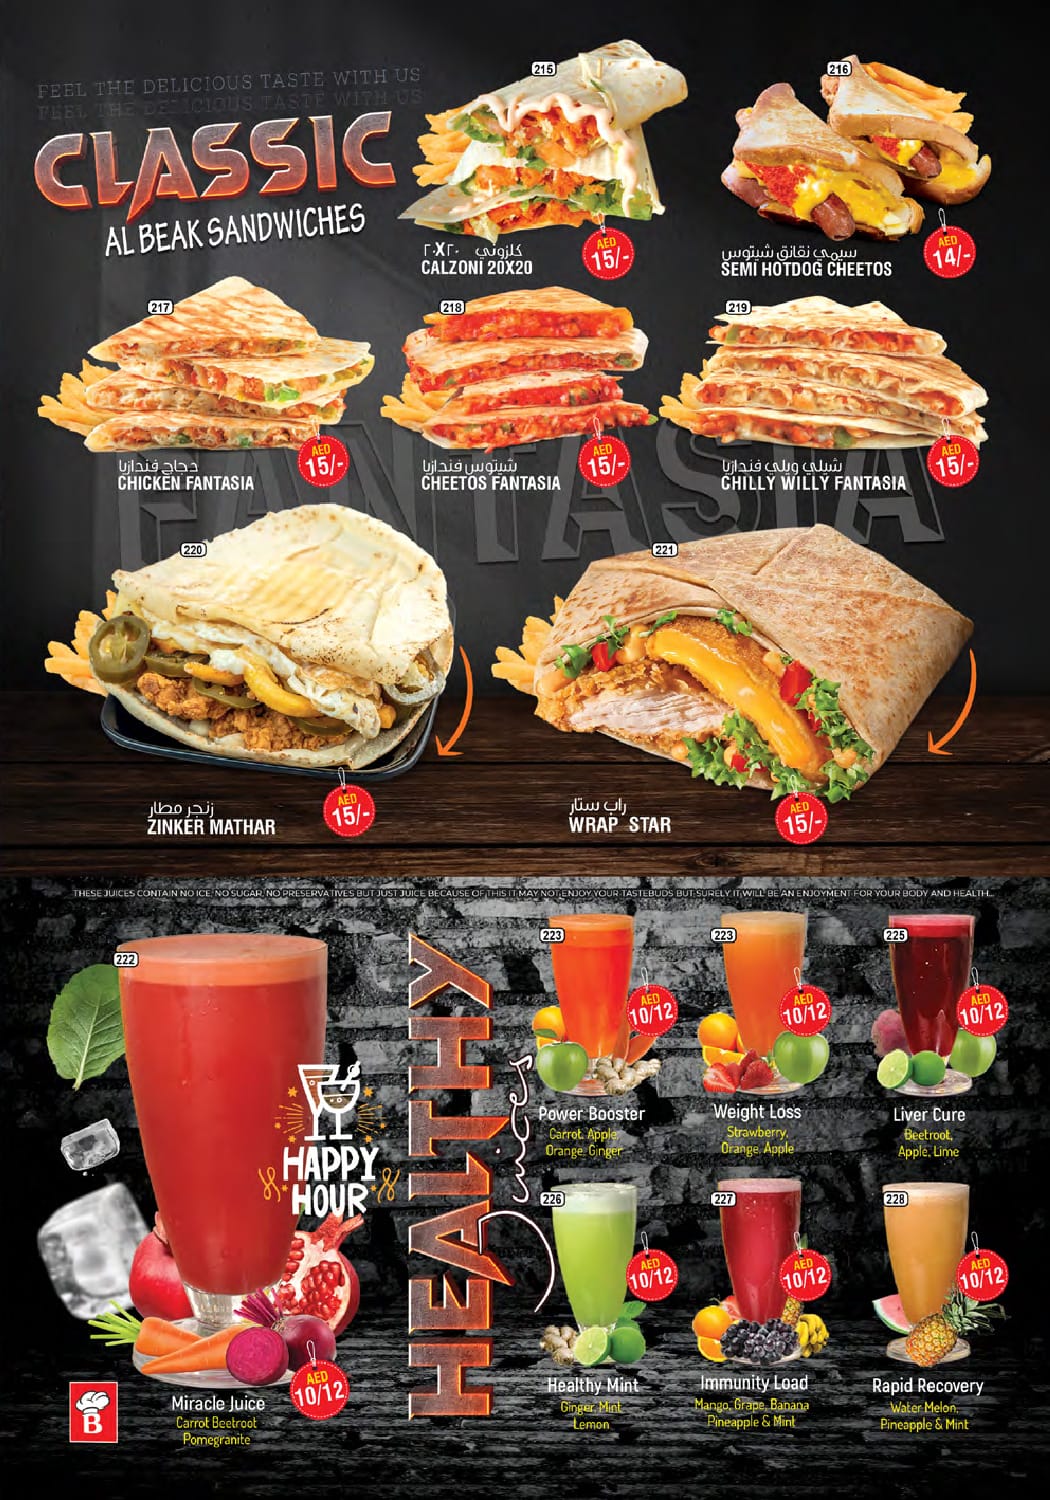 FEEL THE DELICIOUS TASTE WITH US
FEEL THE DELICIOUS TASTE WITH US
CLASSIC
AL BEAK SANDWICHES
215
AED
15/-
كلزوني ٢٠X٢٠
CALZONI 20X20
216
AED
14/-
سيمي نقانق شيتوس
SEMI HOTDOG CHEETOS
217
AED
15/-
دجاج فندازيا
CHICKEN FANTASIA
218
AED
15/-
شيتوس فندازيا
CHEETOS FANTASIA
219
AED
15/-
شيلي ويلي فندازيا
CHILLY WILLY FANTASIA
FANTASIA
220
AED
15/-
زنجر مطار
ZINKER MATHAR
221
AED
15/-
راب ستار
WRAP STAR
THESE JUICES CONTAIN NO ICE, NO SUGAR, NO PRESERVATIVES BUT JUST JUICE BECAUSE OF THIS IT MAY NOT ENJOY YOUR TASTEBUDS BUT SURELY IT WILL BE AN ENJOYMENT FOR YOUR BODY AND HEALTH...
222
HAPPY
HOUR
AED
10/12
Miracle Juice
Carrot Beetroot
Pomegranite
B
HEALTHY
Juices
223
AED
10/12
Power Booster
Carrot, Apple,
Orange, Ginger
223
AED
10/12
Weight Loss
Strawberry,
Orange, Apple
225
AED
10/12
Liver Cure
Beetroot,
Apple, Lime
226
AED
10/12
Healthy Mint
Ginger, Mint
Lemon
227
AED
10/12
Immunity Load
Mango, Grape, Banana
Pineapple & Mint
228
AED
10/12
Rapid Recovery
Water Melon,
Pineapple & Mint